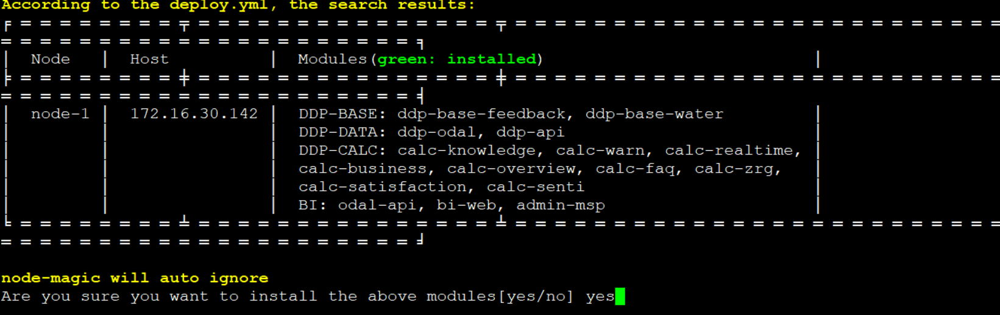 According to the deploy.yml, the search results:
╒ = = = = = = = = ╤ = = = = = = = = = = = = = = = ╤ = = = = = = = = = = = = = = = = = = = = = = = = =
= = = = = = = = = = = = = = = = = = = = = ╕
│  Node   │  Host          │  Modules(green: installed)                           │
╞ = = = = = = = = ╪ = = = = = = = = = = = = = = = ╪ = = = = = = = = = = = = = = = = = = = = = = = = =
= = = = = = = = = = = = = = = = = = = = = ╡
│  node-1 │  172.16.30.142 │  DDP-BASE: ddp-base-feedback, ddp-base-water         │
│         │                │  DDP-DATA: ddp-odal, ddp-api                         │
│         │                │  DDP-CALC: calc-knowledge, calc-warn, calc-realtime, │
│         │                │  calc-business, calc-overview, calc-faq, calc-zrg,   │
│         │                │  calc-satisfaction, calc-senti                       │
│         │                │  BI: odal-api, bi-web, admin-msp                     │
╘ = = = = = = = = ╧ = = = = = = = = = = = = = = = ╧ = = = = = = = = = = = = = = = = = = = = = = = = =
= = = = = = = = = = = = = = = = = = = = = ╛
node-magic will auto ignore
Are you sure you want to install the above modules[yes/no] yes